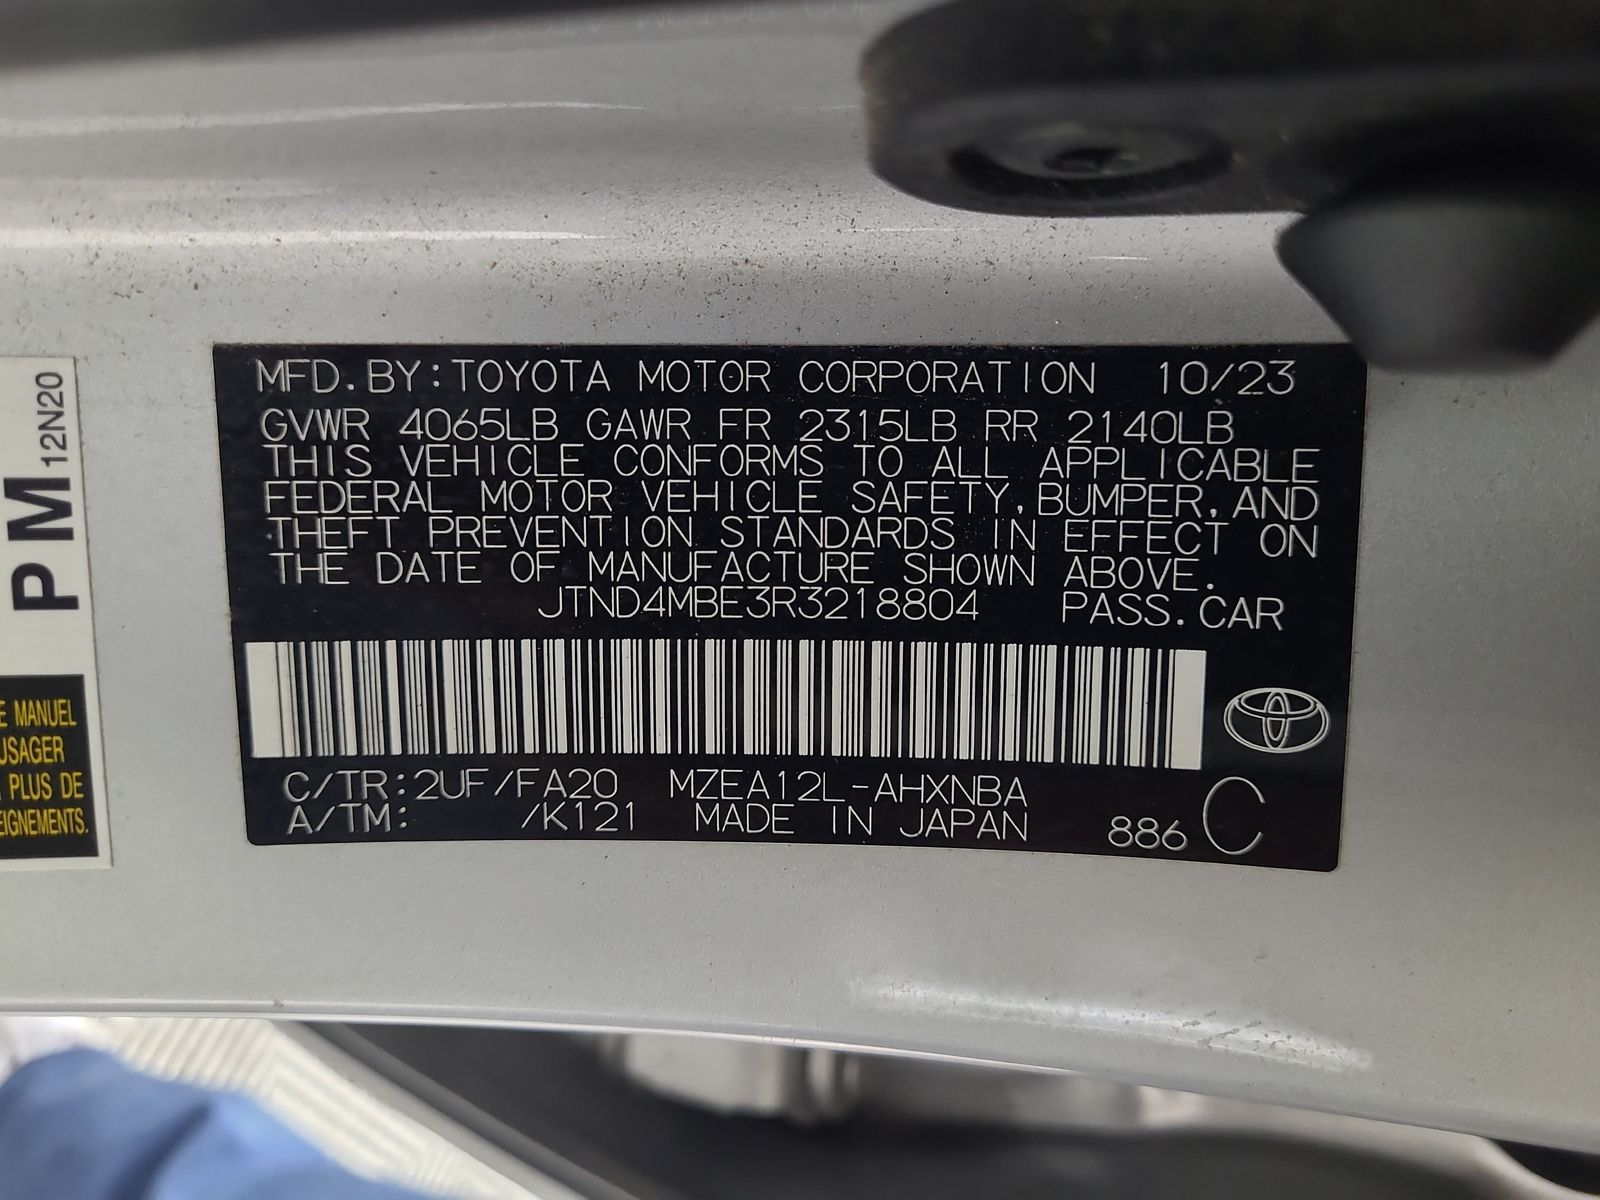 MFD. BY: TOYOTA MOTOR CORPORATION 10/23
GVWR 4065LB GAWR FR 2315LB RR 2140LB
THIS VEHICLE CONFORMS TO ALL APPLICABLE
FEDERAL MOTOR VEHICLE SAFETY, BUMPER, AND
THEFT PREVENTION STANDARDS IN EFFECT ON
THE DATE OF MANUFACTURE SHOWN ABOVE.
JTND4MBE3R3218804 PASS. CAR
C/TR: 2UF/FA20 MZEA12L-AHXNBA
A/TM: /K121 MADE IN JAPAN 886 C
PM 12N20
MANUEL
PLUS DE